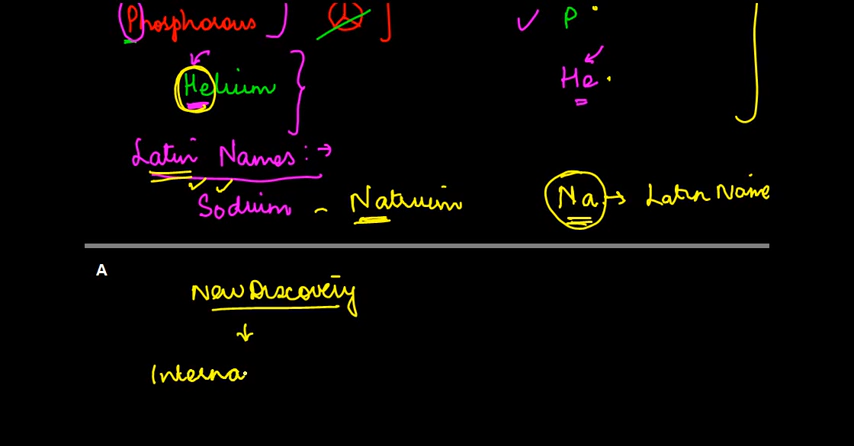 Phosphorous P
Helium He
Latin Names :→
Sodium - Natrium Na → Latin Name
A
New Discovery
↓
Interna